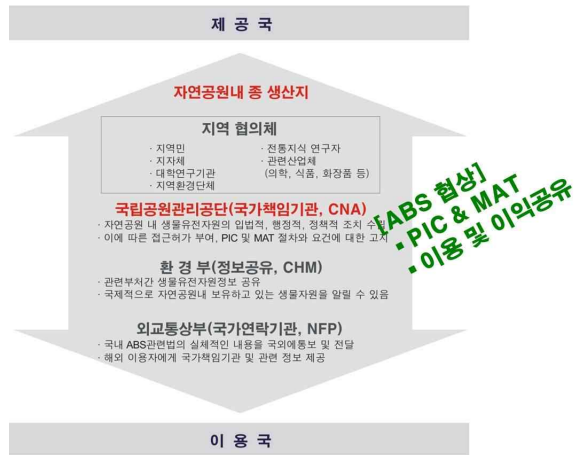 제 공 국
자연공원내 종 생산지
지역 협의체
· 지역민
· 지자체
· 대학연구기관
· 지역환경단체
· 전통지식 연구자
· 관련산업체
(의학, 식품, 화장품 등)
국립공원관리공단(국가책임기관, CNA)
· 자연공원 내 생물유전자원의 입법적, 행정적, 정책적 조치 수립
· 이에 따른 접근허가 부여, PIC 및 MAT 절차와 요건에 대한 고지
환 경 부(정보공유, CHM)
· 관련부처간 생물유전자원정보 공유
· 국제적으로 자연공원내 보유하고 있는 생물자원을 알릴 수 있음
외교통상부(국가연락기관, NFP)
· 국내 ABS관련법의 실체적인 내용을 국외에통보 및 전달
· 해외 이용자에게 국가책임기관 및 관련 정보 제공
[ABS 협상]
· PIC & MAT
· 이용 및 이익공유
이 용 국